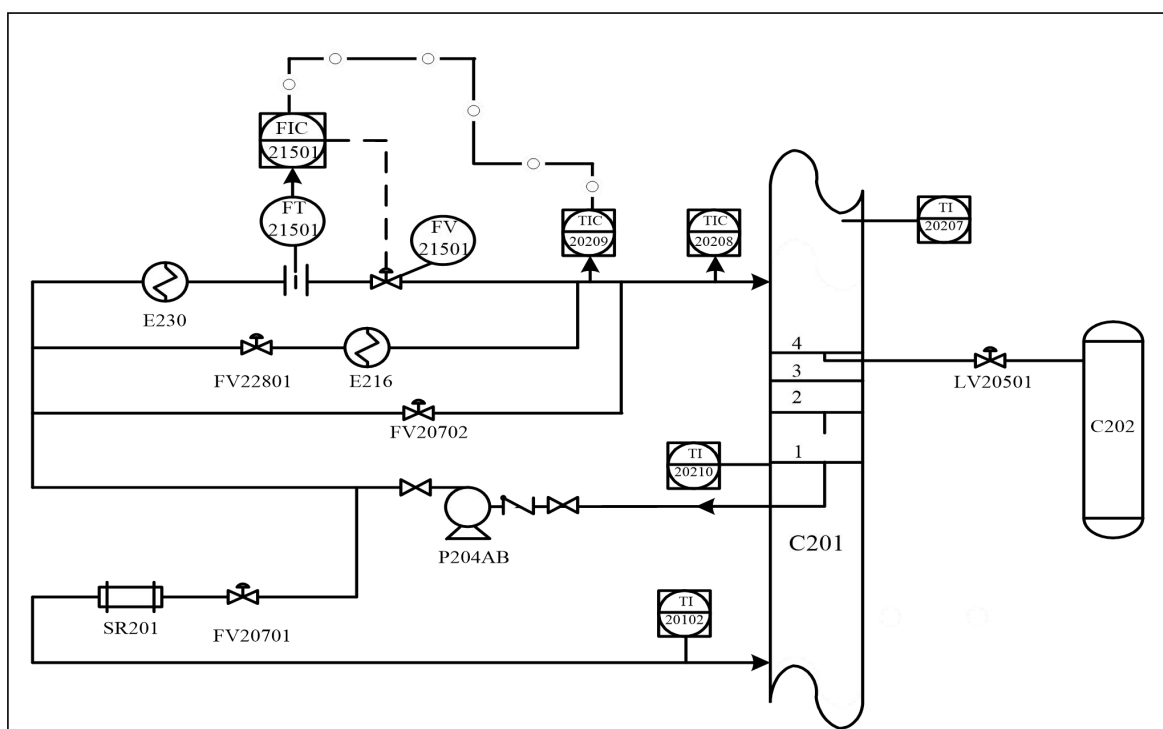 FIC
21501
FT
21501
FV
21501
TIC
20209
TIC
20208
TI
20207
E230
FV22801
E216
4
3
2
1
LV20501
C202
FV20702
TI
20210
P204AB
C201
SR201
FV20701
TI
20102